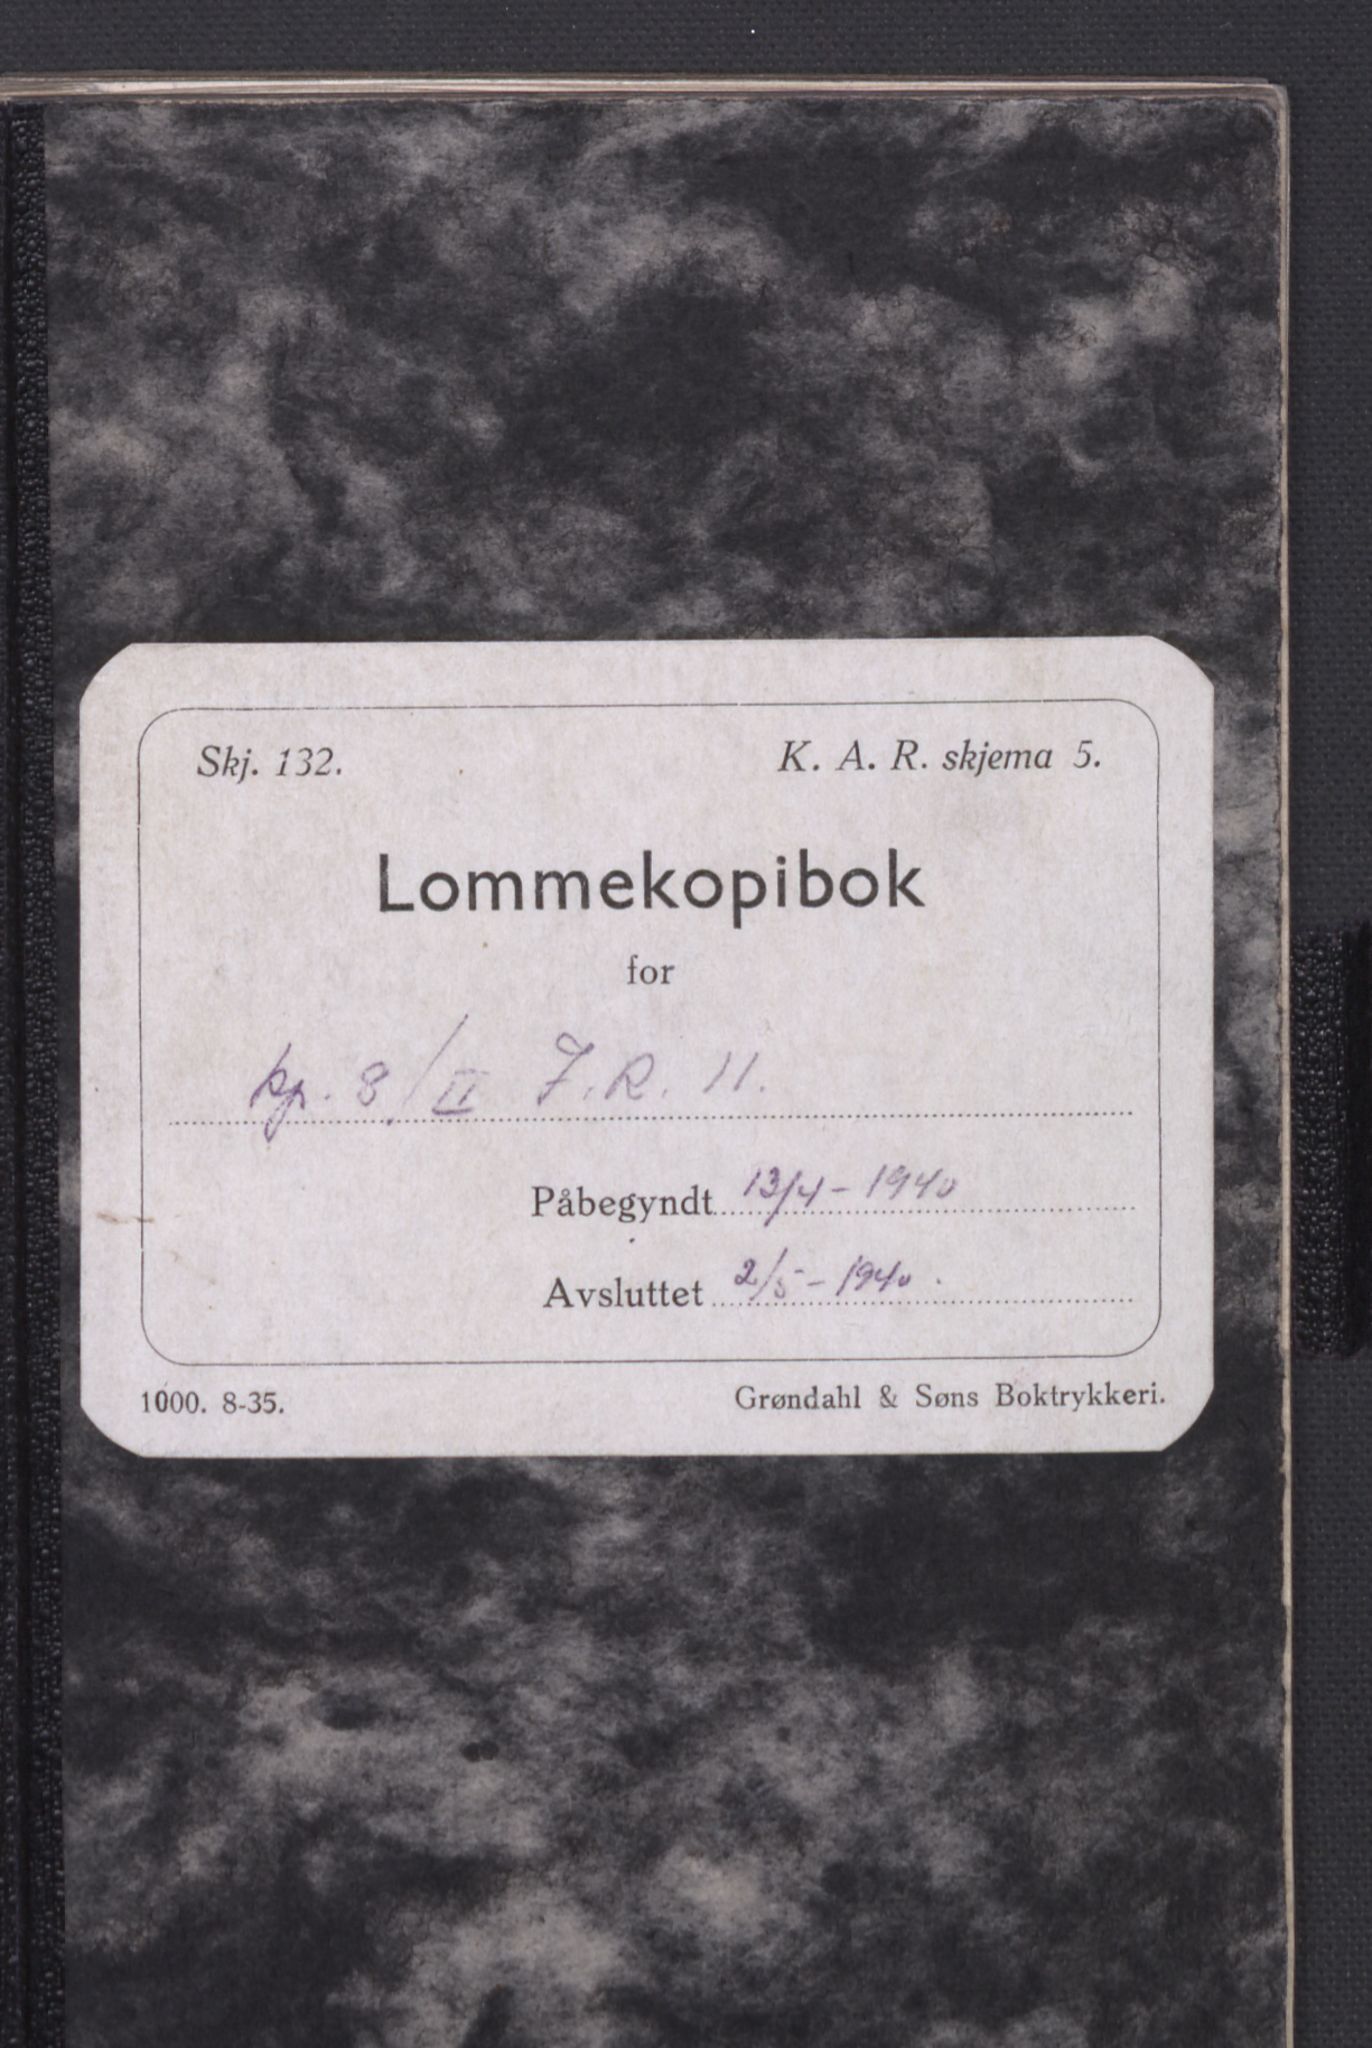 Skj. 132.
K. A. R. skjema 5.
Lommekopibok
for
kp. 8/II I.R. 11.
Påbegyndt 13/4 - 1940
Avsluttet 2/5 - 1940.
1000. 8-35.
Grøndahl & Søns Boktrykkeri.